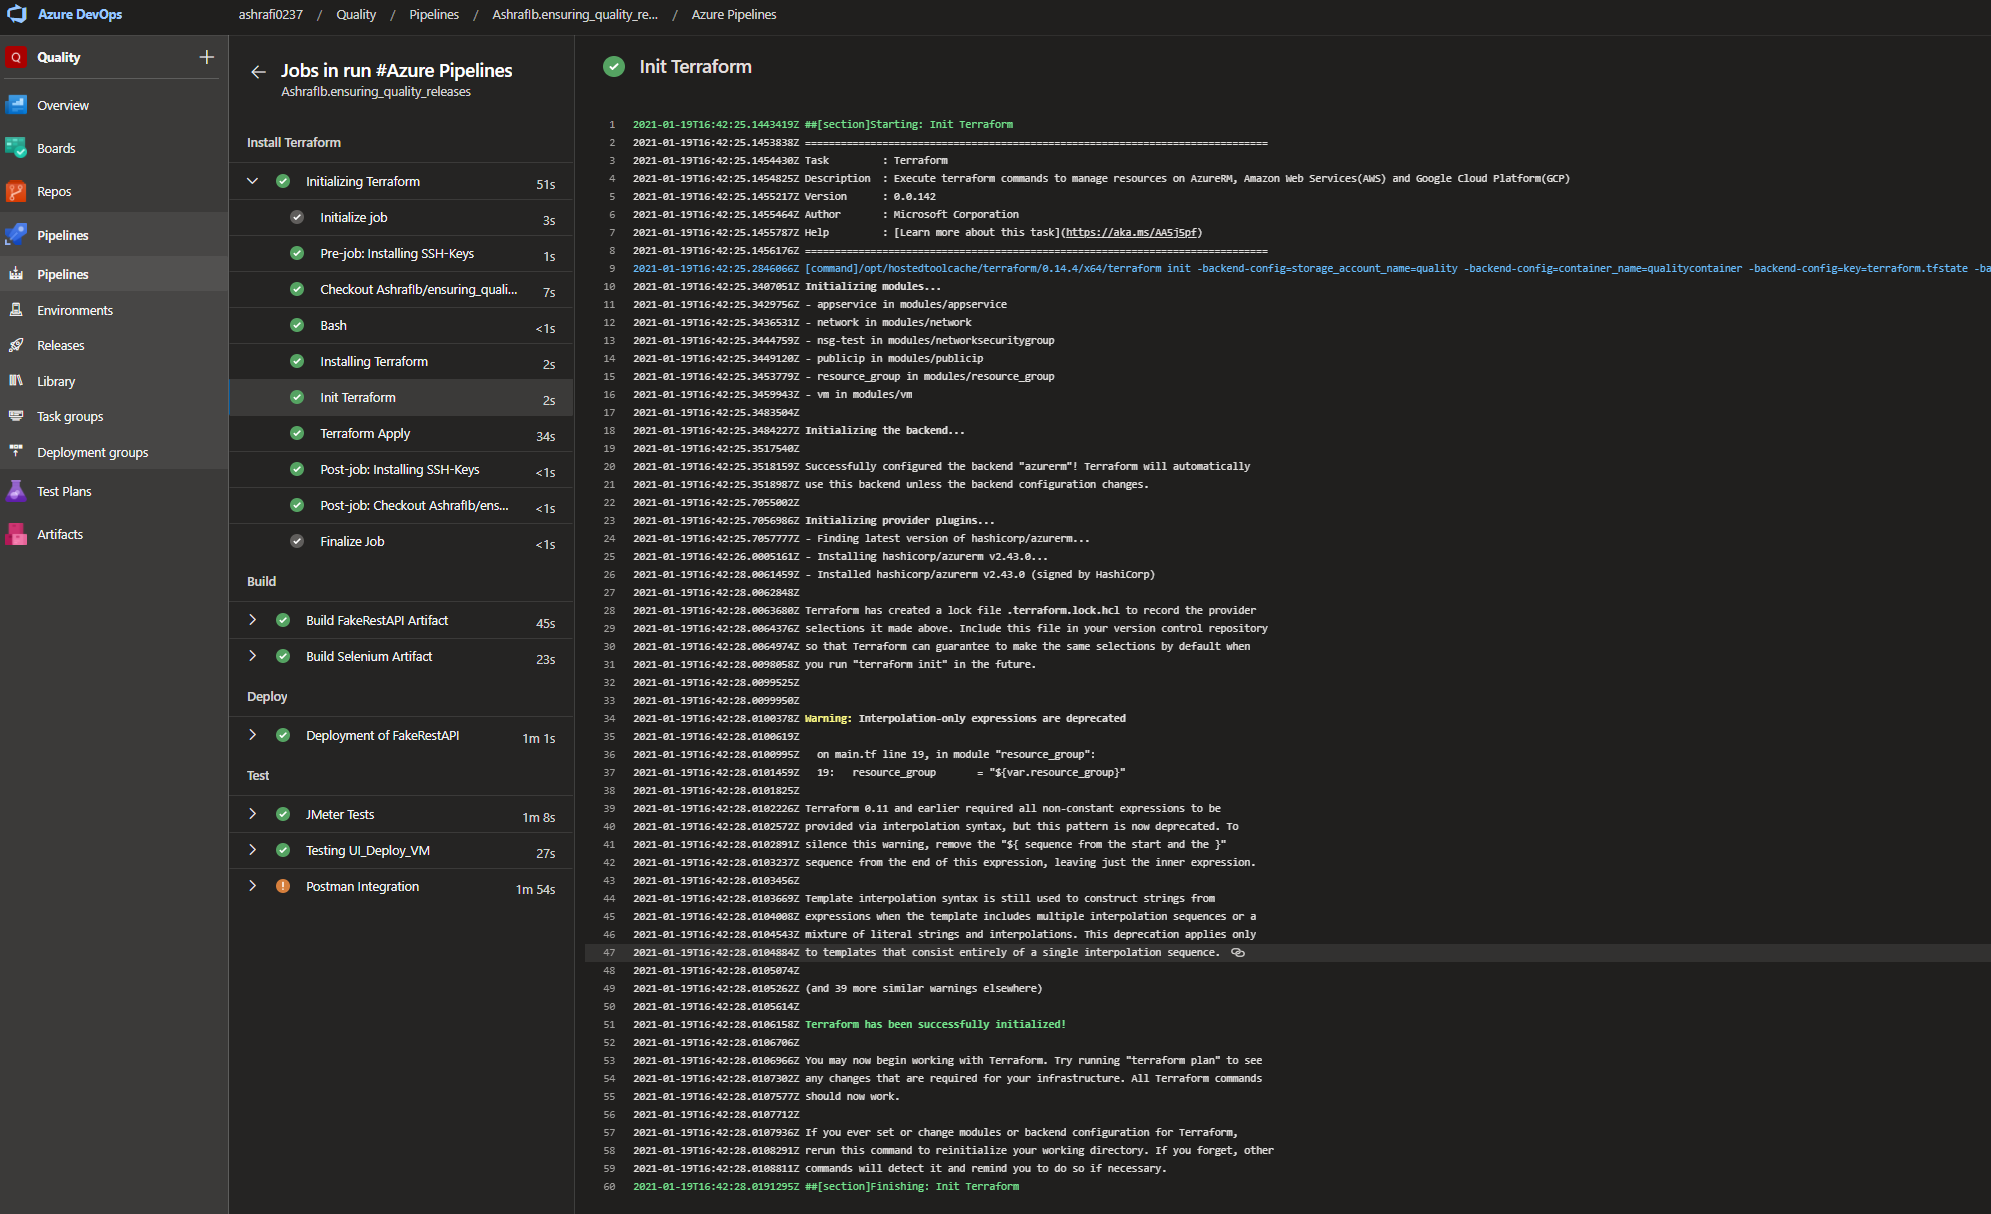 Azure DevOps
ashrafi0237 / Quality / Pipelines / Ashraflb.ensuring_quality_re... / Azure Pipelines
Q Quality
Overview
Boards
Repos
Pipelines
Pipelines
Environments
Releases
Library
Task groups
Deployment groups
Test Plans
Artifacts
Jobs in run #Azure Pipelines
Ashraflb.ensuring_quality_releases
Install Terraform
Initializing Terraform 51s
Initialize job 3s
Pre-job: Installing SSH-Keys 1s
Checkout Ashraflb/ensuring_quali... 7s
Bash <1s
Installing Terraform 2s
Init Terraform 2s
Terraform Apply 34s
Post-job: Installing SSH-Keys <1s
Post-job: Checkout Ashraflb/ens... <1s
Finalize Job <1s
Build
Build FakeRestAPI Artifact 45s
Build Selenium Artifact 23s
Deploy
Deployment of FakeRestAPI 1m 1s
Test
JMeter Tests 1m 8s
Testing UI_Deploy_VM 27s
Postman Integration 1m 54s
Init Terraform
1 2021-01-19T16:42:25.1443419Z ##[section]Starting: Init Terraform
2 2021-01-19T16:42:25.1453838Z ==============================================================================
3 2021-01-19T16:42:25.1454430Z Task : Terraform
4 2021-01-19T16:42:25.1454825Z Description : Execute terraform commands to manage resources on AzureRM, Amazon Web Services(AWS) and Google Cloud Platform(GCP)
5 2021-01-19T16:42:25.1455217Z Version : 0.0.142
6 2021-01-19T16:42:25.1455464Z Author : Microsoft Corporation
7 2021-01-19T16:42:25.1455787Z Help : [Learn more about this task](https://aka.ms/AA5j5pf)
8 2021-01-19T16:42:25.1456176Z ==============================================================================
9 2021-01-19T16:42:25.2846066Z [command]/opt/hostedtoolcache/terraform/0.14.4/x64/terraform init -backend-config=storage_account_name=quality -backend-config=container_name=qualitycontainer -backend-config=key=terraform.tfstate -ba
10 2021-01-19T16:42:25.3407051Z Initializing modules...
11 2021-01-19T16:42:25.3429756Z - appservice in modules/appservice
12 2021-01-19T16:42:25.3436531Z - network in modules/network
13 2021-01-19T16:42:25.3444759Z - nsg-test in modules/networksecuritygroup
14 2021-01-19T16:42:25.3449120Z - publicip in modules/publicip
15 2021-01-19T16:42:25.3453779Z - resource_group in modules/resource_group
16 2021-01-19T16:42:25.3459943Z - vm in modules/vm
17 2021-01-19T16:42:25.3483504Z
18 2021-01-19T16:42:25.3484227Z Initializing the backend...
19 2021-01-19T16:42:25.3517540Z
20 2021-01-19T16:42:25.3518159Z Successfully configured the backend "azurerm"! Terraform will automatically
21 2021-01-19T16:42:25.3518987Z use this backend unless the backend configuration changes.
22 2021-01-19T16:42:25.7055002Z
23 2021-01-19T16:42:25.7056986Z Initializing provider plugins...
24 2021-01-19T16:42:25.7057777Z - Finding latest version of hashicorp/azurerm...
25 2021-01-19T16:42:26.0005161Z - Installing hashicorp/azurerm v2.43.0...
26 2021-01-19T16:42:28.0061459Z - Installed hashicorp/azurerm v2.43.0 (signed by HashiCorp)
27 2021-01-19T16:42:28.0062848Z
28 2021-01-19T16:42:28.0063680Z Terraform has created a lock file .terraform.lock.hcl to record the provider
29 2021-01-19T16:42:28.0064376Z selections it made above. Include this file in your version control repository
30 2021-01-19T16:42:28.0064974Z so that Terraform can guarantee to make the same selections by default when
31 2021-01-19T16:42:28.0098058Z you run "terraform init" in the future.
32 2021-01-19T16:42:28.0099525Z
33 2021-01-19T16:42:28.0099950Z
34 2021-01-19T16:42:28.0100378Z Warning: Interpolation-only expressions are deprecated
35 2021-01-19T16:42:28.0100619Z
36 2021-01-19T16:42:28.0100995Z on main.tf line 19, in module "resource_group":
37 2021-01-19T16:42:28.0101459Z 19: resource_group = "${var.resource_group}"
38 2021-01-19T16:42:28.0101825Z
39 2021-01-19T16:42:28.0102226Z Terraform 0.11 and earlier required all non-constant expressions to be
40 2021-01-19T16:42:28.0102572Z provided via interpolation syntax, but this pattern is now deprecated. To
41 2021-01-19T16:42:28.0102891Z silence this warning, remove the "${ sequence from the start and the }"
42 2021-01-19T16:42:28.0103237Z sequence from the end of this expression, leaving just the inner expression.
43 2021-01-19T16:42:28.0103456Z
44 2021-01-19T16:42:28.0103669Z Template interpolation syntax is still used to construct strings from
45 2021-01-19T16:42:28.0104008Z expressions when the template includes multiple interpolation sequences or a
46 2021-01-19T16:42:28.0104543Z mixture of literal strings and interpolations. This deprecation applies only
47 2021-01-19T16:42:28.0104884Z to templates that consist entirely of a single interpolation sequence.
48 2021-01-19T16:42:28.0105074Z
49 2021-01-19T16:42:28.0105262Z (and 39 more similar warnings elsewhere)
50 2021-01-19T16:42:28.0105614Z
51 2021-01-19T16:42:28.0106158Z Terraform has been successfully initialized!
52 2021-01-19T16:42:28.0106706Z
53 2021-01-19T16:42:28.0106966Z You may now begin working with Terraform. Try running "terraform plan" to see
54 2021-01-19T16:42:28.0107302Z any changes that are required for your infrastructure. All Terraform commands
55 2021-01-19T16:42:28.0107577Z should now work.
56 2021-01-19T16:42:28.0107712Z
57 2021-01-19T16:42:28.0107936Z If you ever set or change modules or backend configuration for Terraform,
58 2021-01-19T16:42:28.0108291Z rerun this command to reinitialize your working directory. If you forget, other
59 2021-01-19T16:42:28.0108811Z commands will detect it and remind you to do so if necessary.
60 2021-01-19T16:42:28.0191295Z ##[section]Finishing: Init Terraform